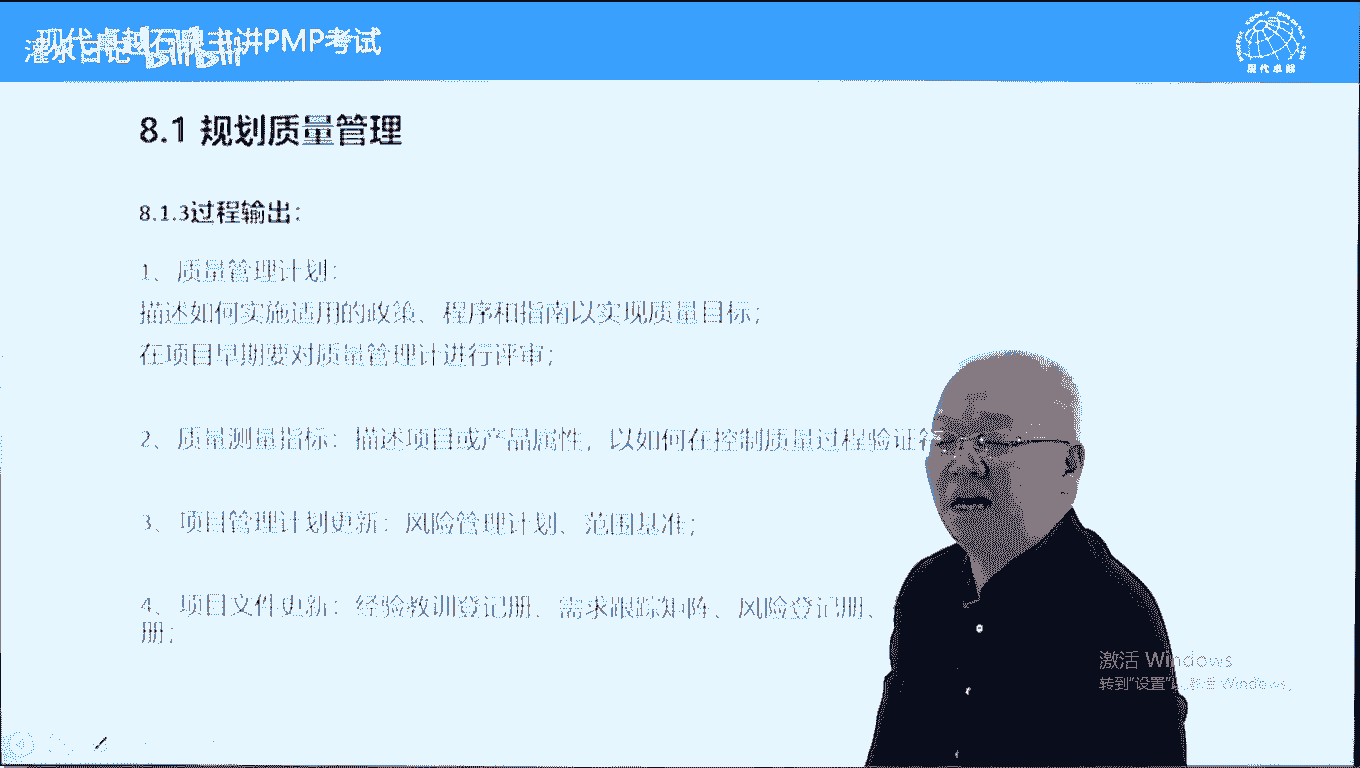 现代卓越石 主讲PMP考试
灌水日记 bilibili
现代卓越
8.1 规划质量管理
8.1.3过程输出：
1、质量管理计划：
描述如何实施适用的政策、程序和指南以实现质量目标；
在项目早期要对质量管理计进行评审；
2、质量测量指标：描述项目或产品属性，以如何在控制质量过程验证符
3、项目管理计划更新：风险管理计划、范围基准；
4、项目文件更新：经验教训登记册、需求跟踪矩阵、风险登记册、
册；
激活 Windows
转到"设置"以激活 Windows。